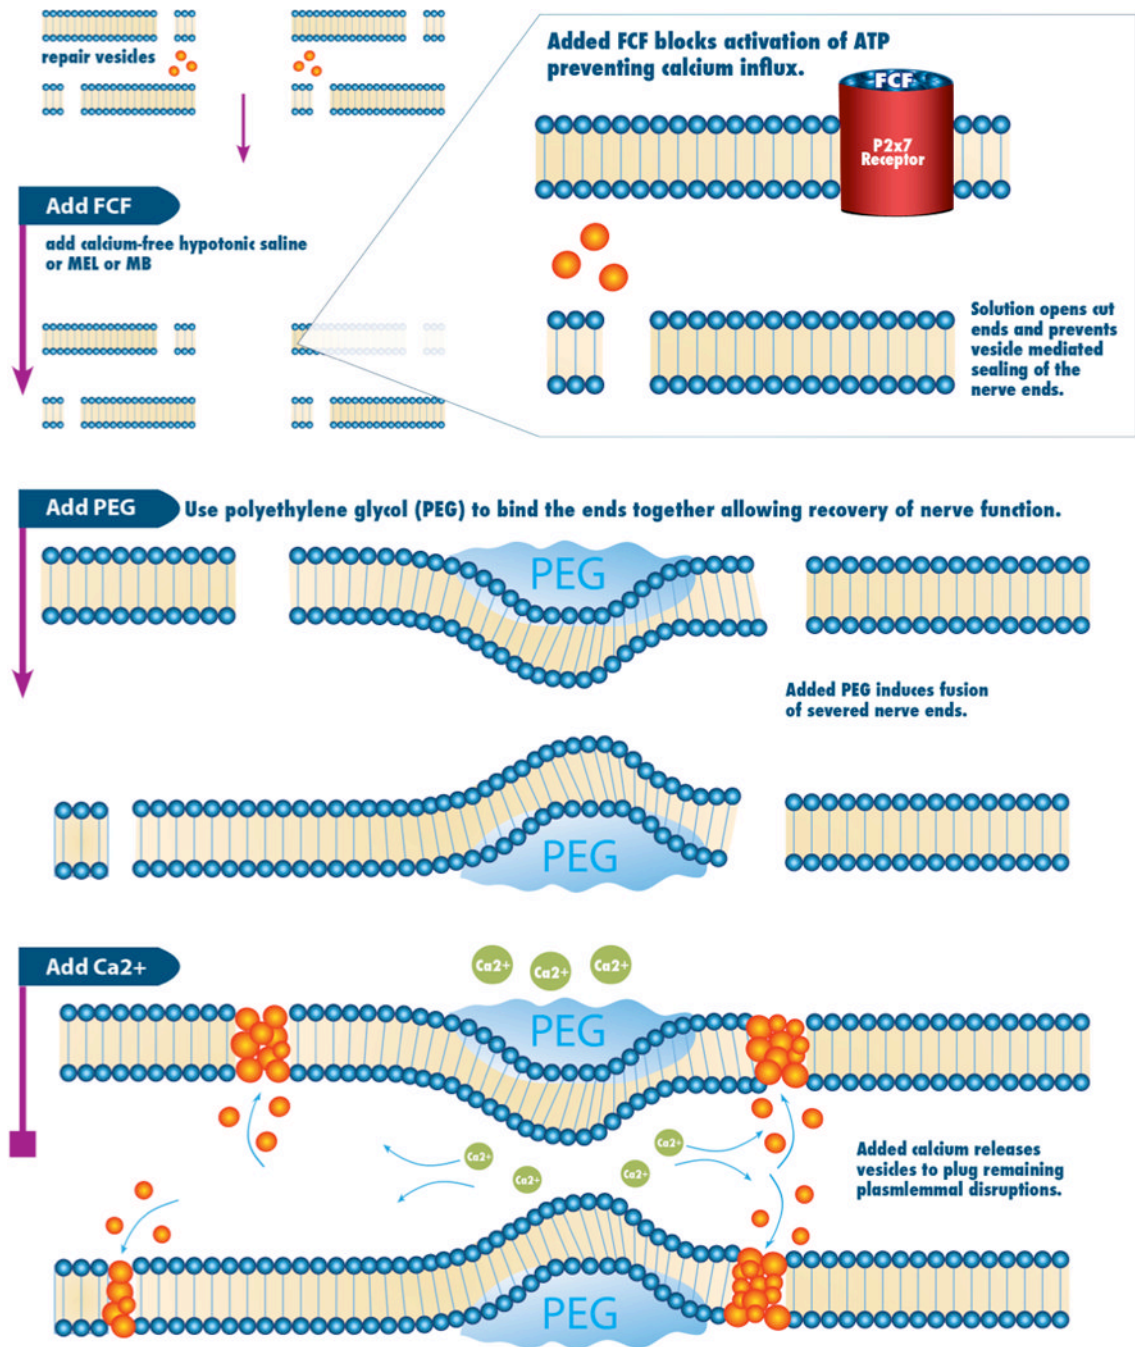 repair vesicles
Added FCF blocks activation of ATP
preventing calcium influx.
FCF
P2x7
Receptor
Add FCF
add calcium-free hypotonic saline
or MEL or MB
Solution opens cut
ends and prevents
vesicle mediated
sealing of the
nerve ends.
Add PEG
Use polyethylene glycol (PEG) to bind the ends together allowing recovery of nerve function.
PEG
Added PEG induces fusion
of severed nerve ends.
PEG
Add Ca2+
Ca2+
Ca2+
Ca2+
PEG
Ca2+
Ca2+
Ca2+
Ca2+
Added calcium releases
vesicles to plug remaining
plasmlemmal disruptions.
PEG